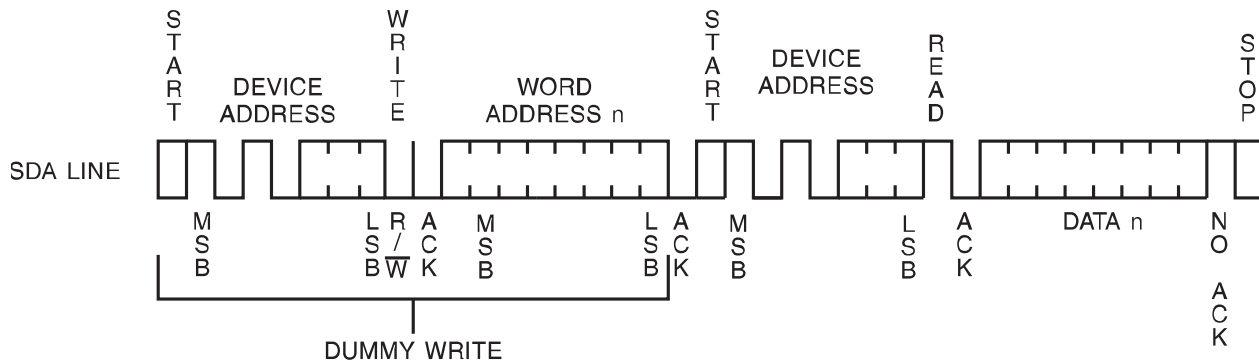 START
WRITE
START
READ
STOP
DEVICE
ADDRESS
WORD
ADDRESS n
DEVICE
ADDRESS
SDA LINE
MSB
LSB
R/W
ACK
MSB
LSB
ACK
MSB
LSB
ACK
DATA n
NO ACK
DUMMY WRITE